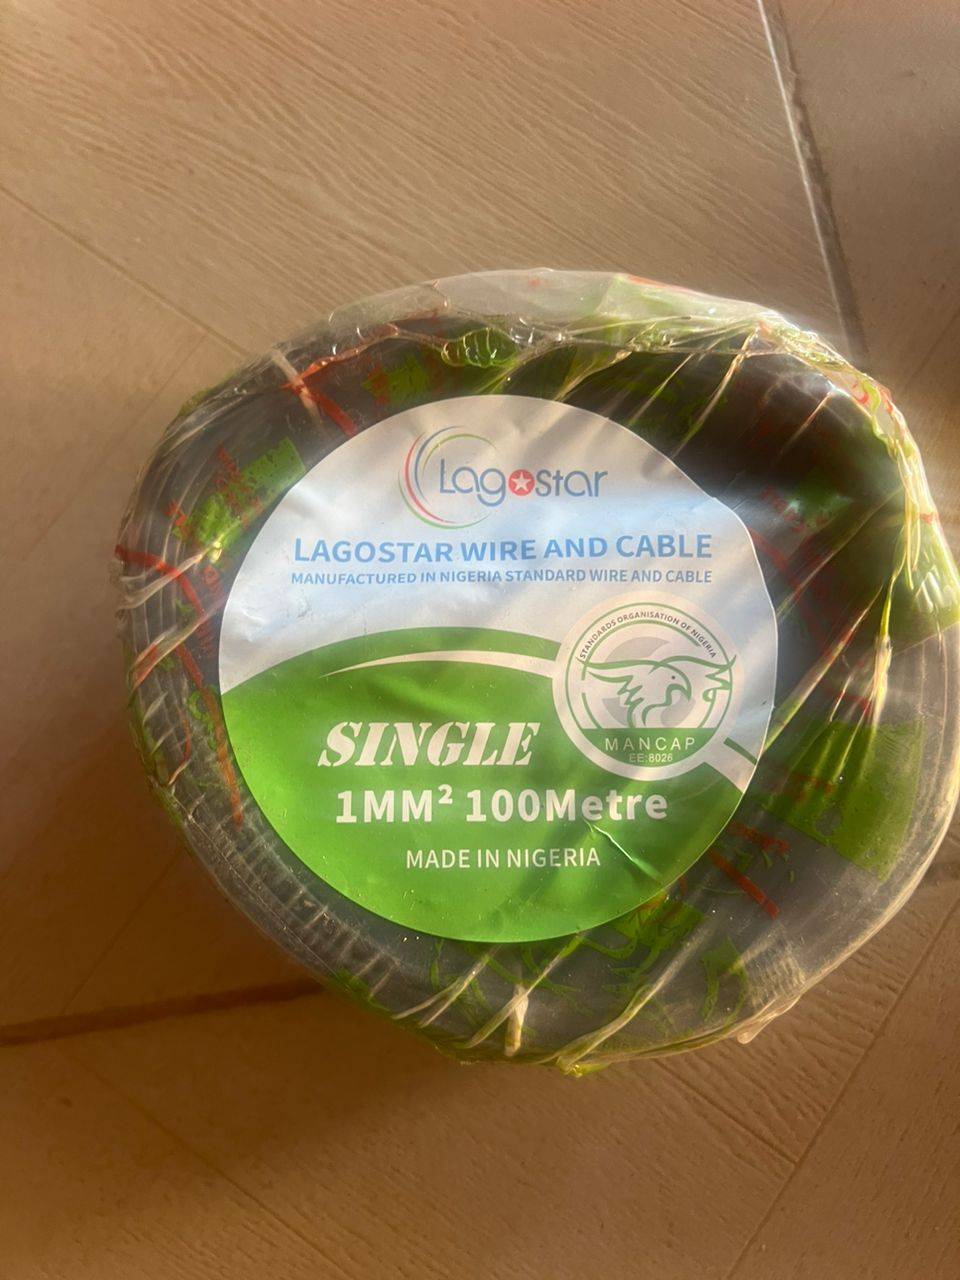 Lagostar
LAGOSTAR WIRE AND CABLE
MANUFACTURED IN NIGERIA STANDARD WIRE AND CABLE
STANDARDS ORGANISATION OF NIGERIA
MANCAP
EE:8026
SINGLE
1MM² 100Metre
MADE IN NIGERIA